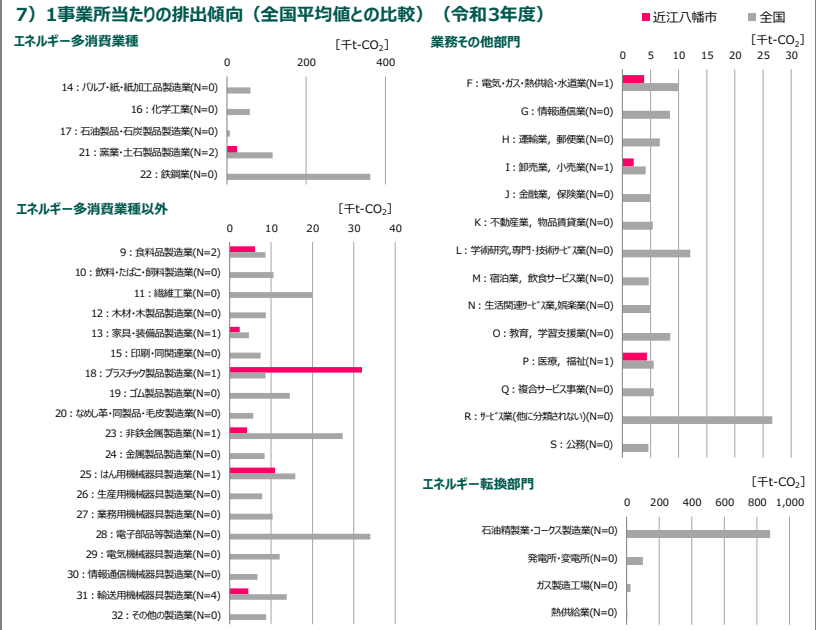 7）1事業所当たりの排出傾向（全国平均値との比較）（令和3年度）
■近江八幡市 ■全国
エネルギー多消費業種
[千t-CO₂]
0 200 400
14：パルプ・紙・紙加工品製造業(N=0)
16：化学工業(N=0)
17：石油製品・石炭製品製造業(N=0)
21：窯業・土石製品製造業(N=2)
22：鉄鋼業(N=0)
エネルギー多消費業種以外
[千t-CO₂]
0 10 20 30 40
9：食料品製造業(N=2)
10：飲料・たばこ・飼料製造業(N=0)
11：繊維工業(N=0)
12：木材・木製品製造業(N=0)
13：家具・装備品製造業(N=1)
15：印刷・同関連業(N=0)
18：プラスチック製品製造業(N=1)
19：ゴム製品製造業(N=0)
20：なめし革・同製品・毛皮製造業(N=0)
23：非鉄金属製造業(N=1)
24：金属製品製造業(N=0)
25：はん用機械器具製造業(N=1)
26：生産用機械器具製造業(N=0)
27：業務用機械器具製造業(N=0)
28：電子部品等製造業(N=0)
29：電気機械器具製造業(N=0)
30：情報通信機械器具製造業(N=0)
31：輸送用機械器具製造業(N=4)
32：その他の製造業(N=0)
業務その他部門
[千t-CO₂]
0 5 10 15 20 25 30
F：電気・ガス・熱供給・水道業(N=1)
G：情報通信業(N=0)
H：運輸業，郵便業(N=0)
I：卸売業，小売業(N=1)
J：金融業，保険業(N=0)
K：不動産業，物品賃貸業(N=0)
L：学術研究,専門・技術ｻｰﾋﾞｽ業(N=0)
M：宿泊業，飲食サービス業(N=0)
N：生活関連ｻｰﾋﾞｽ業,娯楽業(N=0)
O：教育，学習支援業(N=0)
P：医療，福祉(N=1)
Q：複合サービス事業(N=0)
R：ｻｰﾋﾞｽ業(他に分類されない)(N=0)
S：公務(N=0)
エネルギー転換部門
[千t-CO₂]
0 200 400 600 800 1,000
石油精製業・コークス製造業(N=0)
発電所・変電所(N=0)
ガス製造工場(N=0)
熱供給業(N=0)